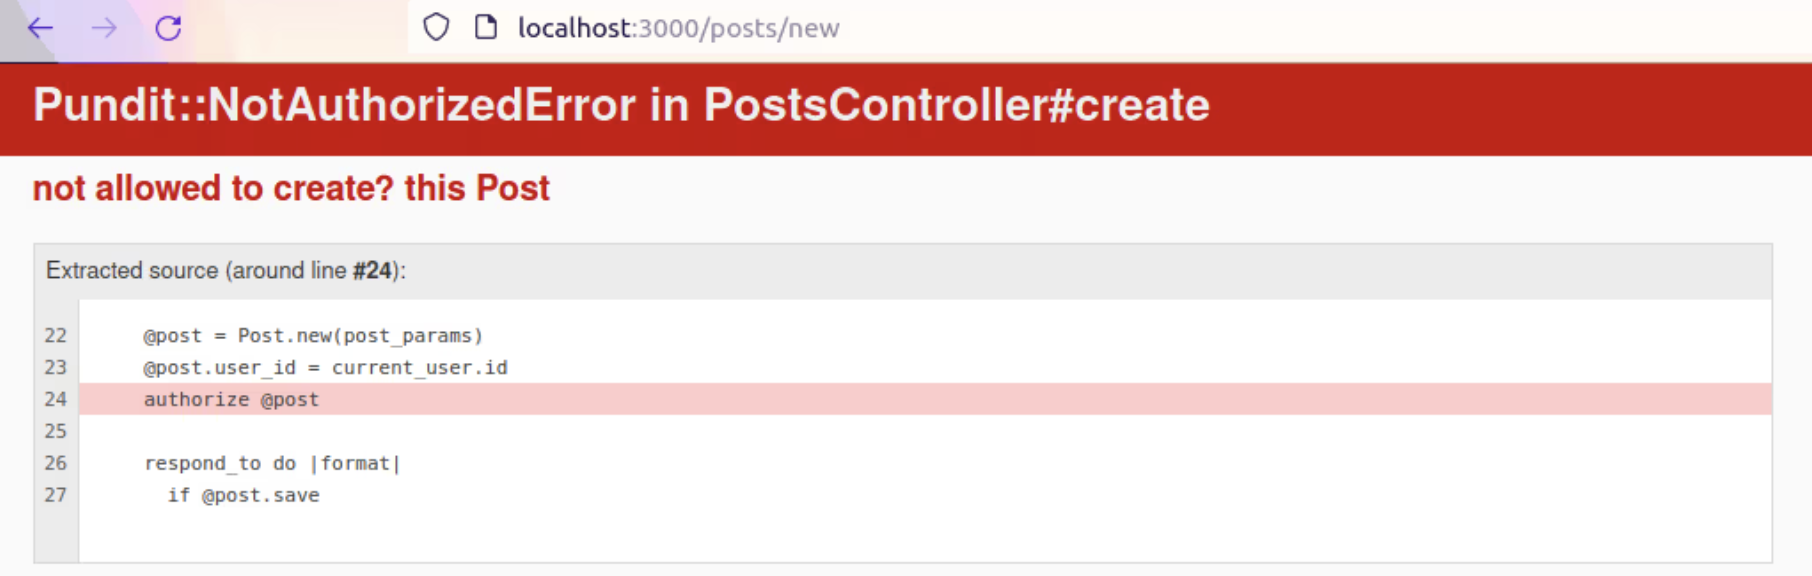 localhost:3000/posts/new
Pundit::NotAuthorizedError in PostsController#create
not allowed to create? this Post
Extracted source (around line #24):
22 @post = Post.new(post_params)
23 @post.user_id = current_user.id
24 authorize @post
25
26 respond_to do |format|
27 if @post.save